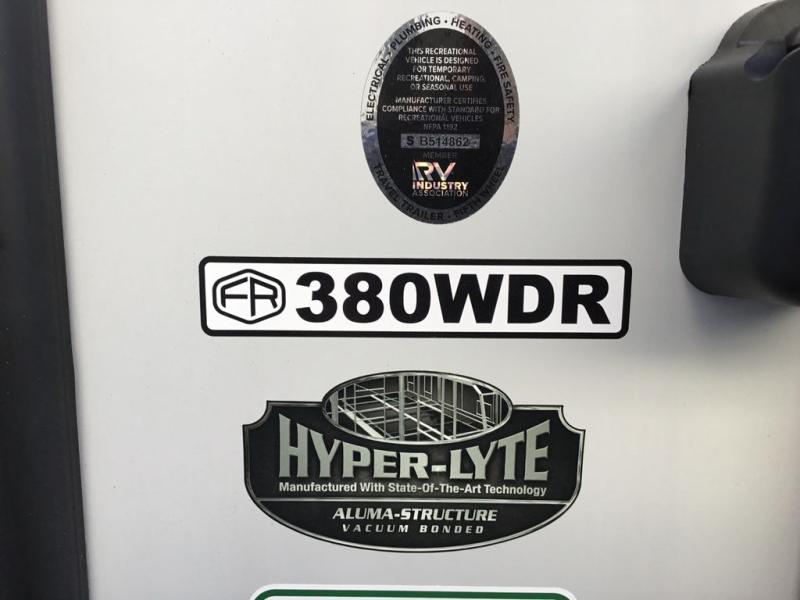 ELECTRICAL • PLUMBING • HEATING • FIRE SAFETY
THIS RECREATIONAL
VEHICLE IS DESIGNED
FOR TEMPORARY
RECREATIONAL, CAMPING,
OR SEASONAL USE
MANUFACTURER CERTIFIES
COMPLIANCE WITH STANDARD FOR
RECREATIONAL VEHICLES
NFPA 1192
S B514862
MEMBER
RV
INDUSTRY
ASSOCIATION
TRAVEL TRAILER • FIFTH WHEEL
FR 380WDR
HYPER-LYTE
Manufactured With State-Of-The-Art Technology
ALUMA-STRUCTURE
VACUUM BONDED